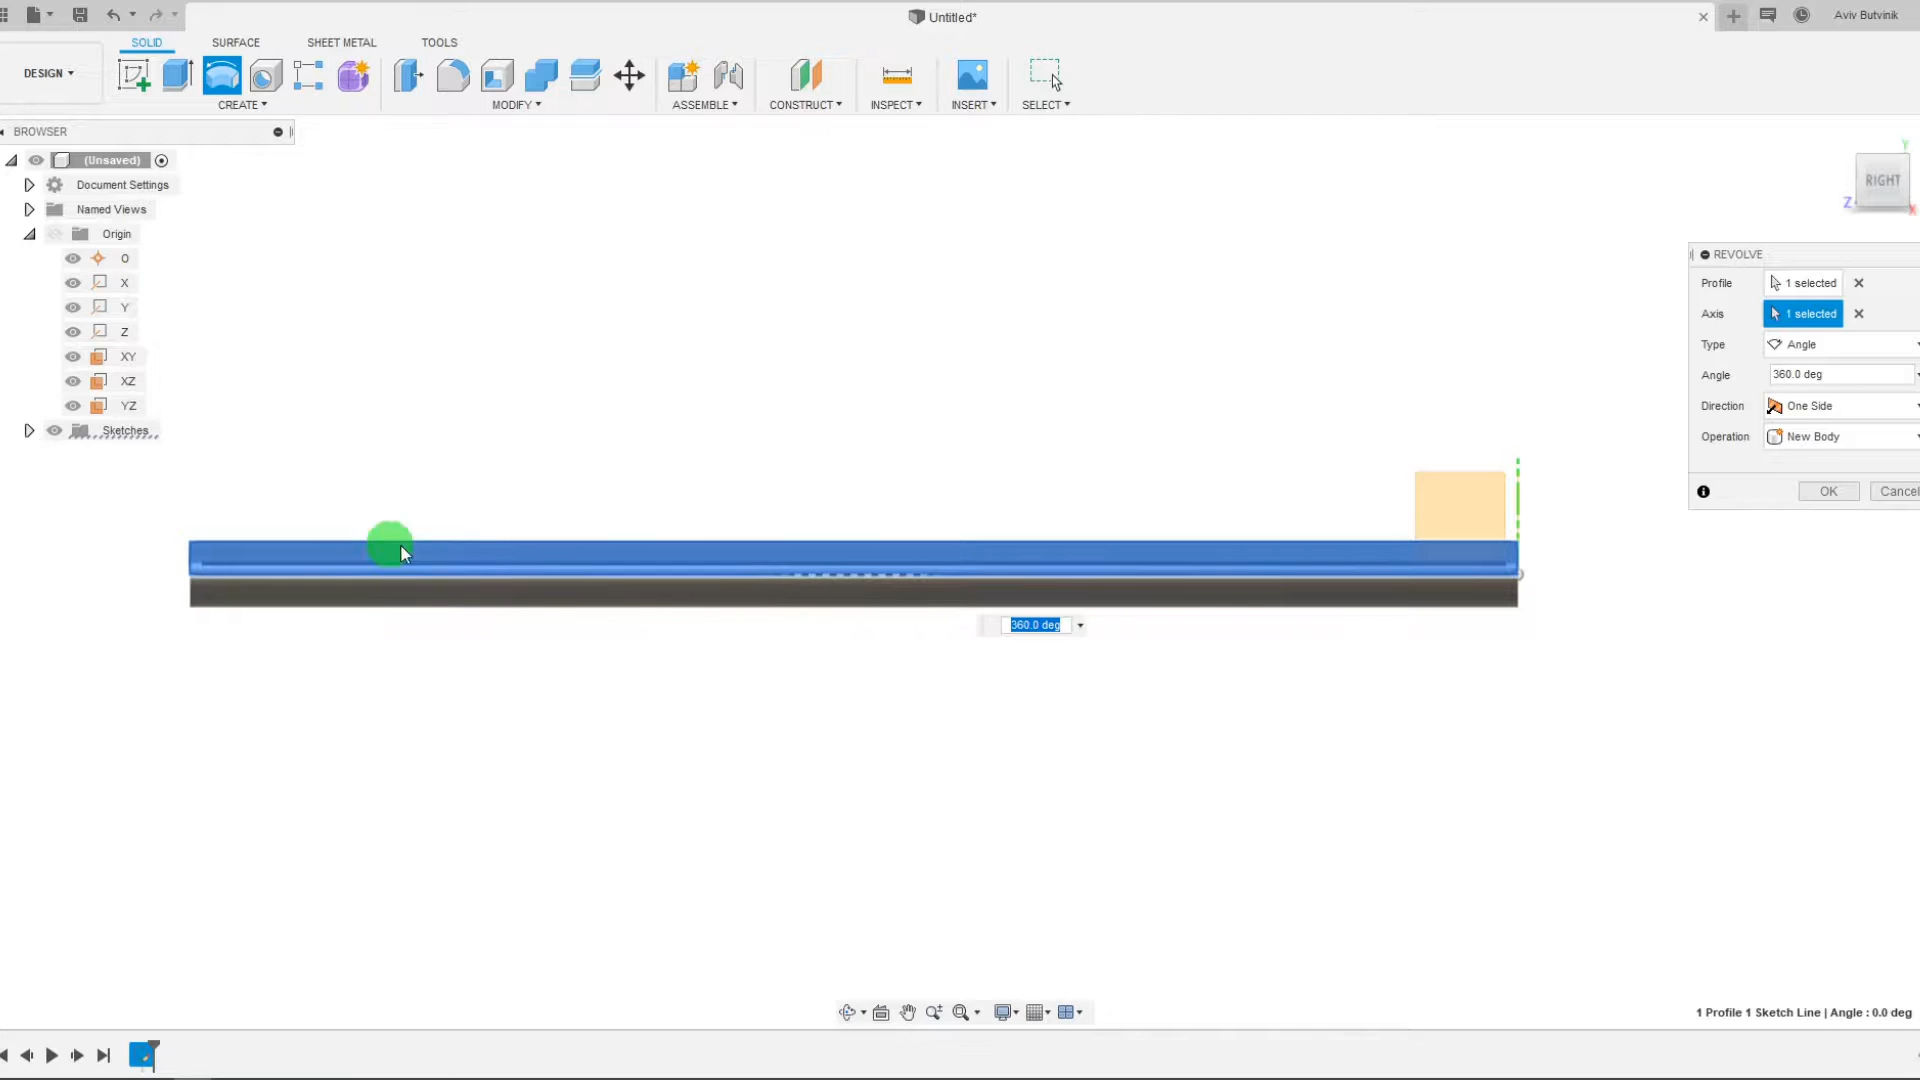 Untitled*
Aviv Butvinik
SOLID
SURFACE
SHEET METAL
TOOLS
DESIGN
CREATE
MODIFY
ASSEMBLE
CONSTRUCT
INSPECT
INSERT
SELECT
BROWSER
(Unsaved)
Document Settings
Named Views
Origin
O
X
Y
Z
XY
XZ
YZ
Sketches
Y
RIGHT
Z
X
REVOLVE
Profile 1 selected
Axis 1 selected
Type Angle
Angle 360.0 deg
Direction One Side
Operation New Body
OK Cancel
360.0 deg
1 Profile 1 Sketch Line | Angle : 0.0 deg